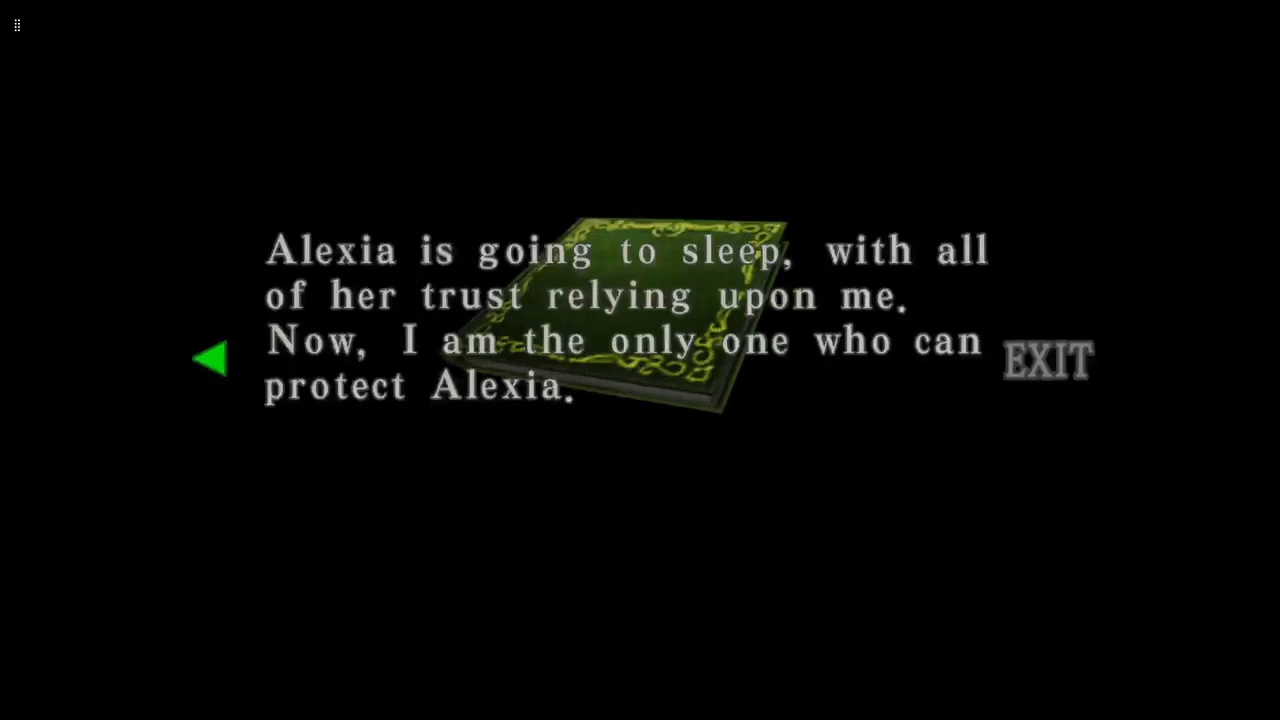 Alexia is going to sleep, with all
of her trust relying upon me.
Now, I am the only one who can
protect Alexia.
EXIT